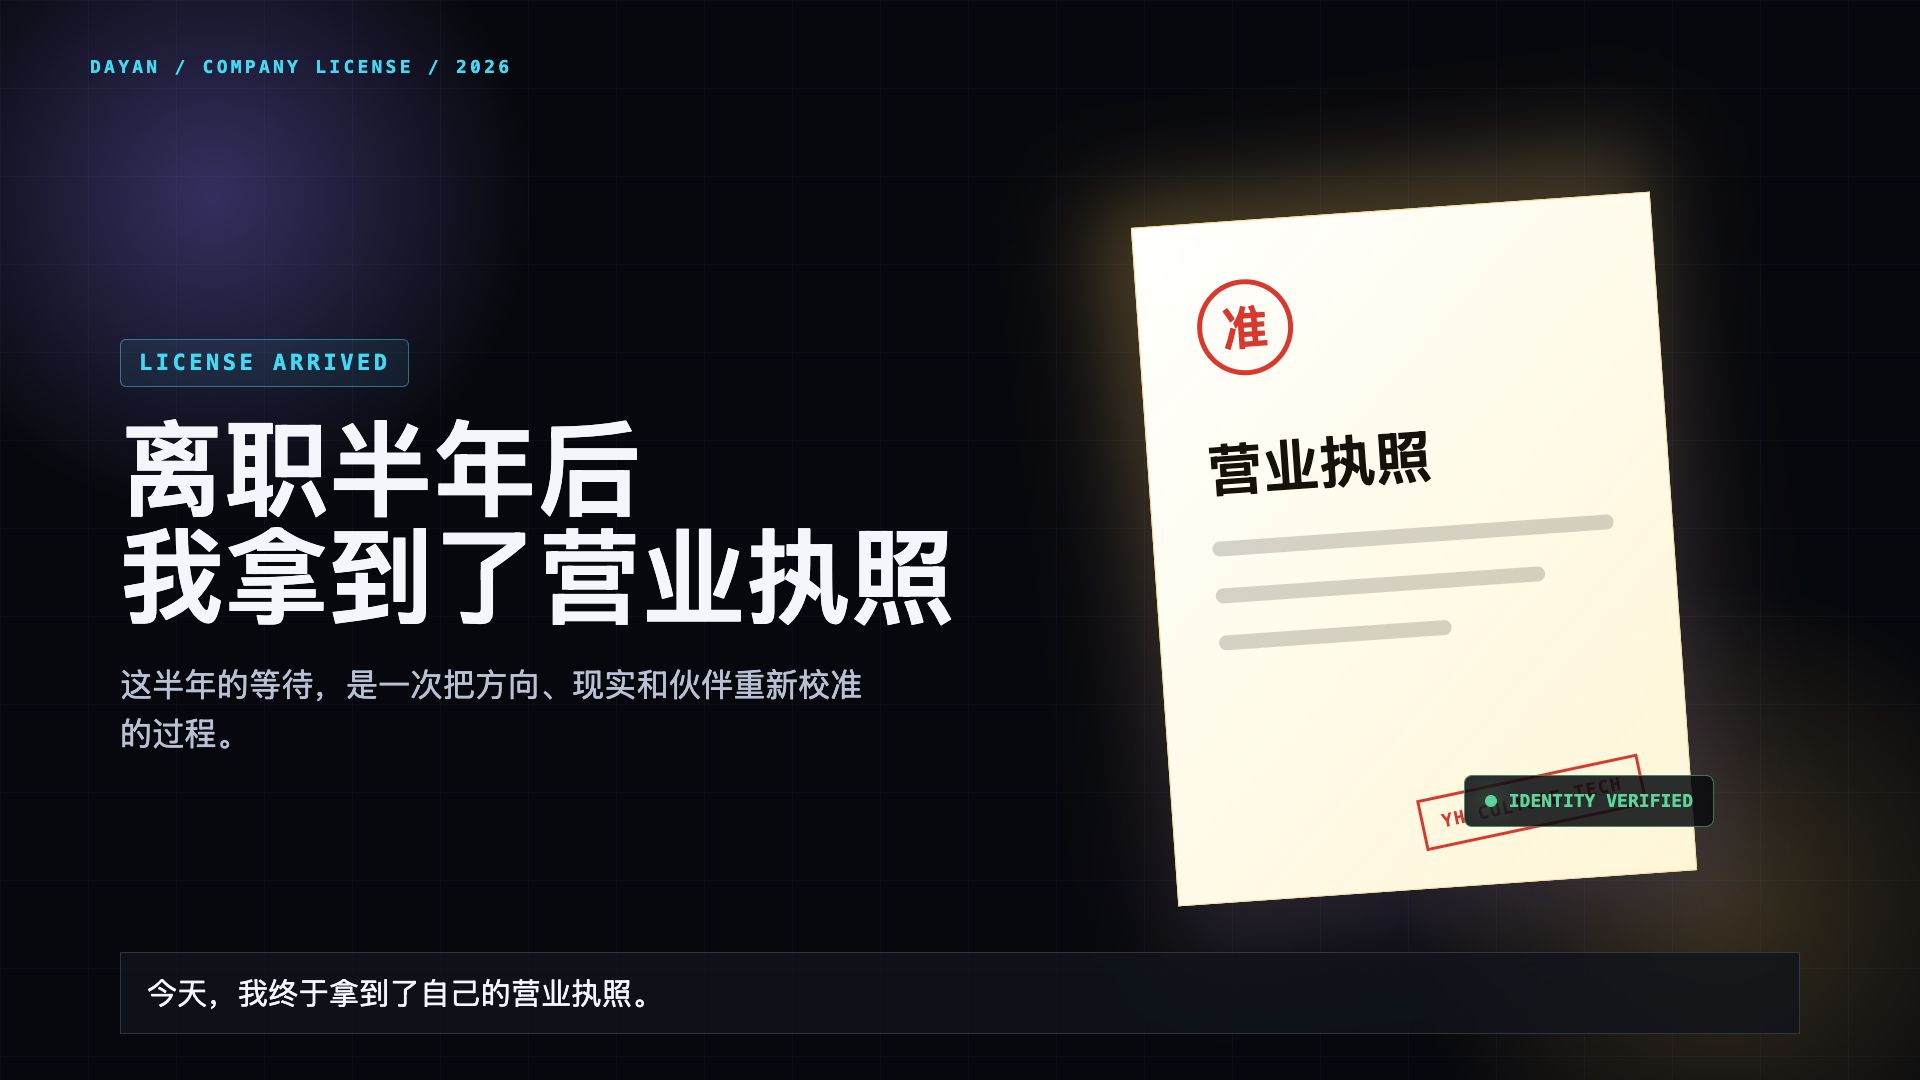 DAYAN / COMPANY LICENSE / 2026
LICENSE ARRIVED
离职半年后
我拿到了营业执照
这半年的等待，是一次把方向、现实和伙伴重新校准
的过程。
准
营业执照
YH CULTURE TECH
IDENTITY VERIFIED
今天，我终于拿到了自己的营业执照。